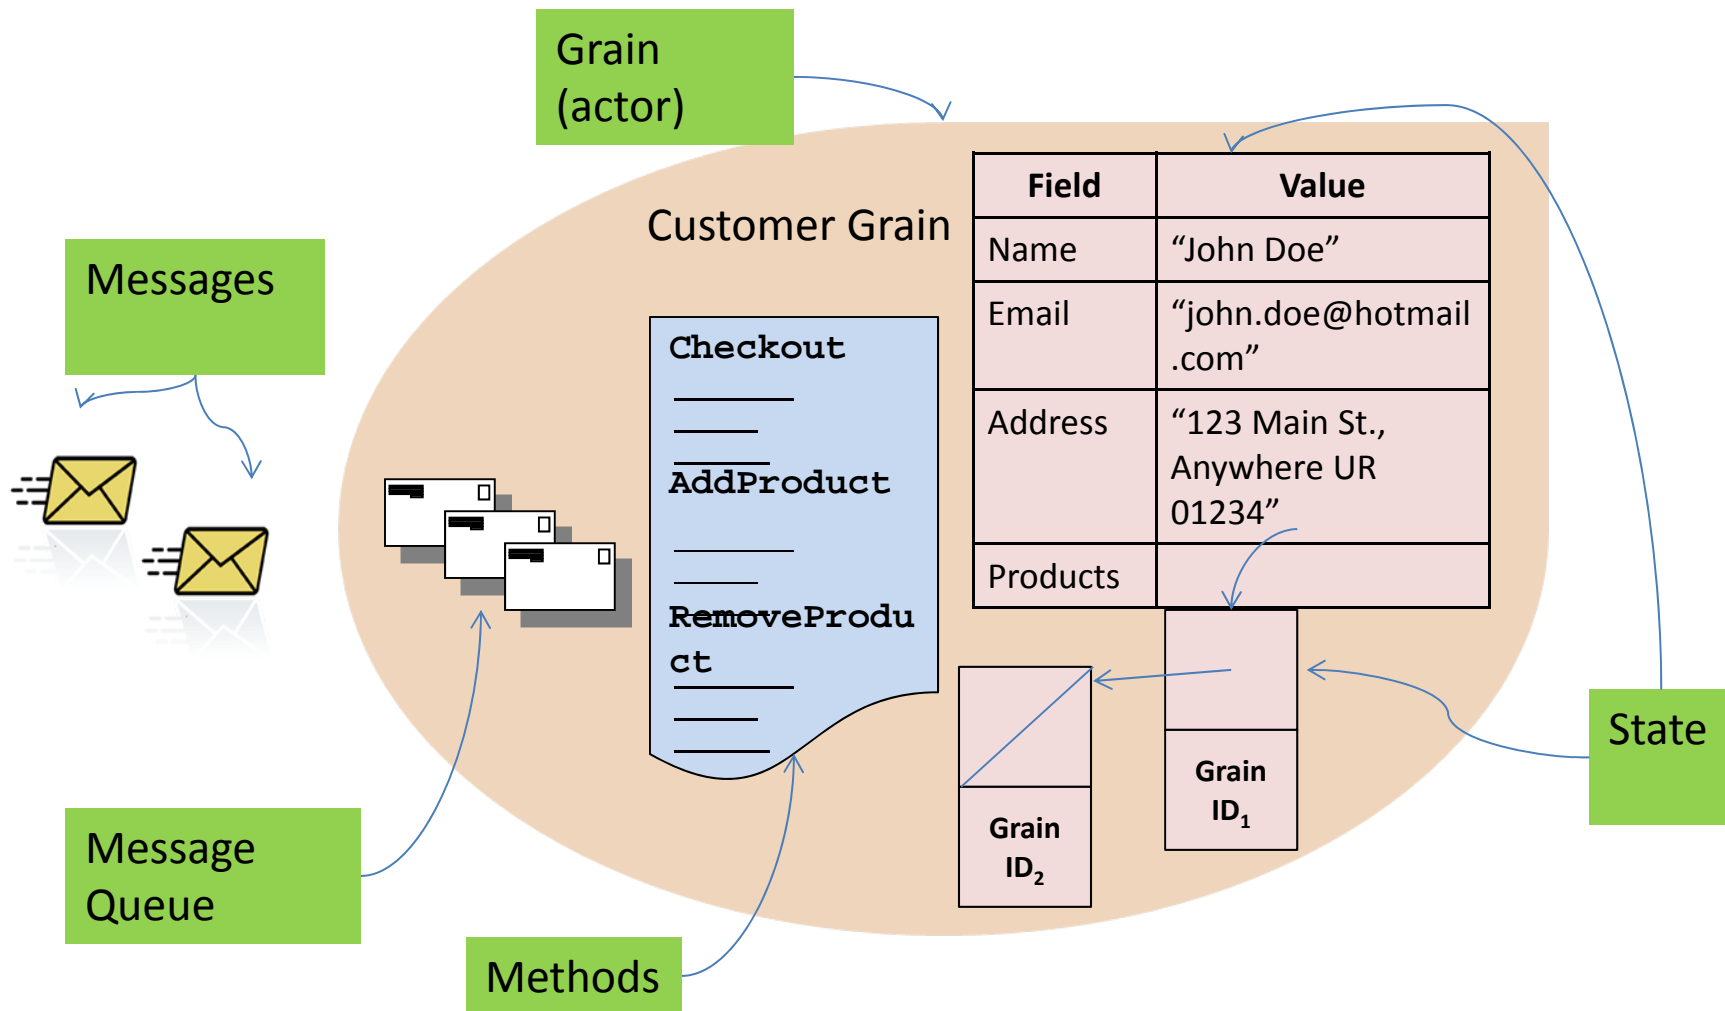 Grain
(actor)
Messages
Customer Grain
Field Value
Name “John Doe”
Email “john.doe@hotmail
.com”
Address “123 Main St.,
Anywhere UR
01234”
Products
Checkout
AddProduct
RemoveProdu
ct
Grain
ID₁
Grain
ID₂
State
Message
Queue
Methods